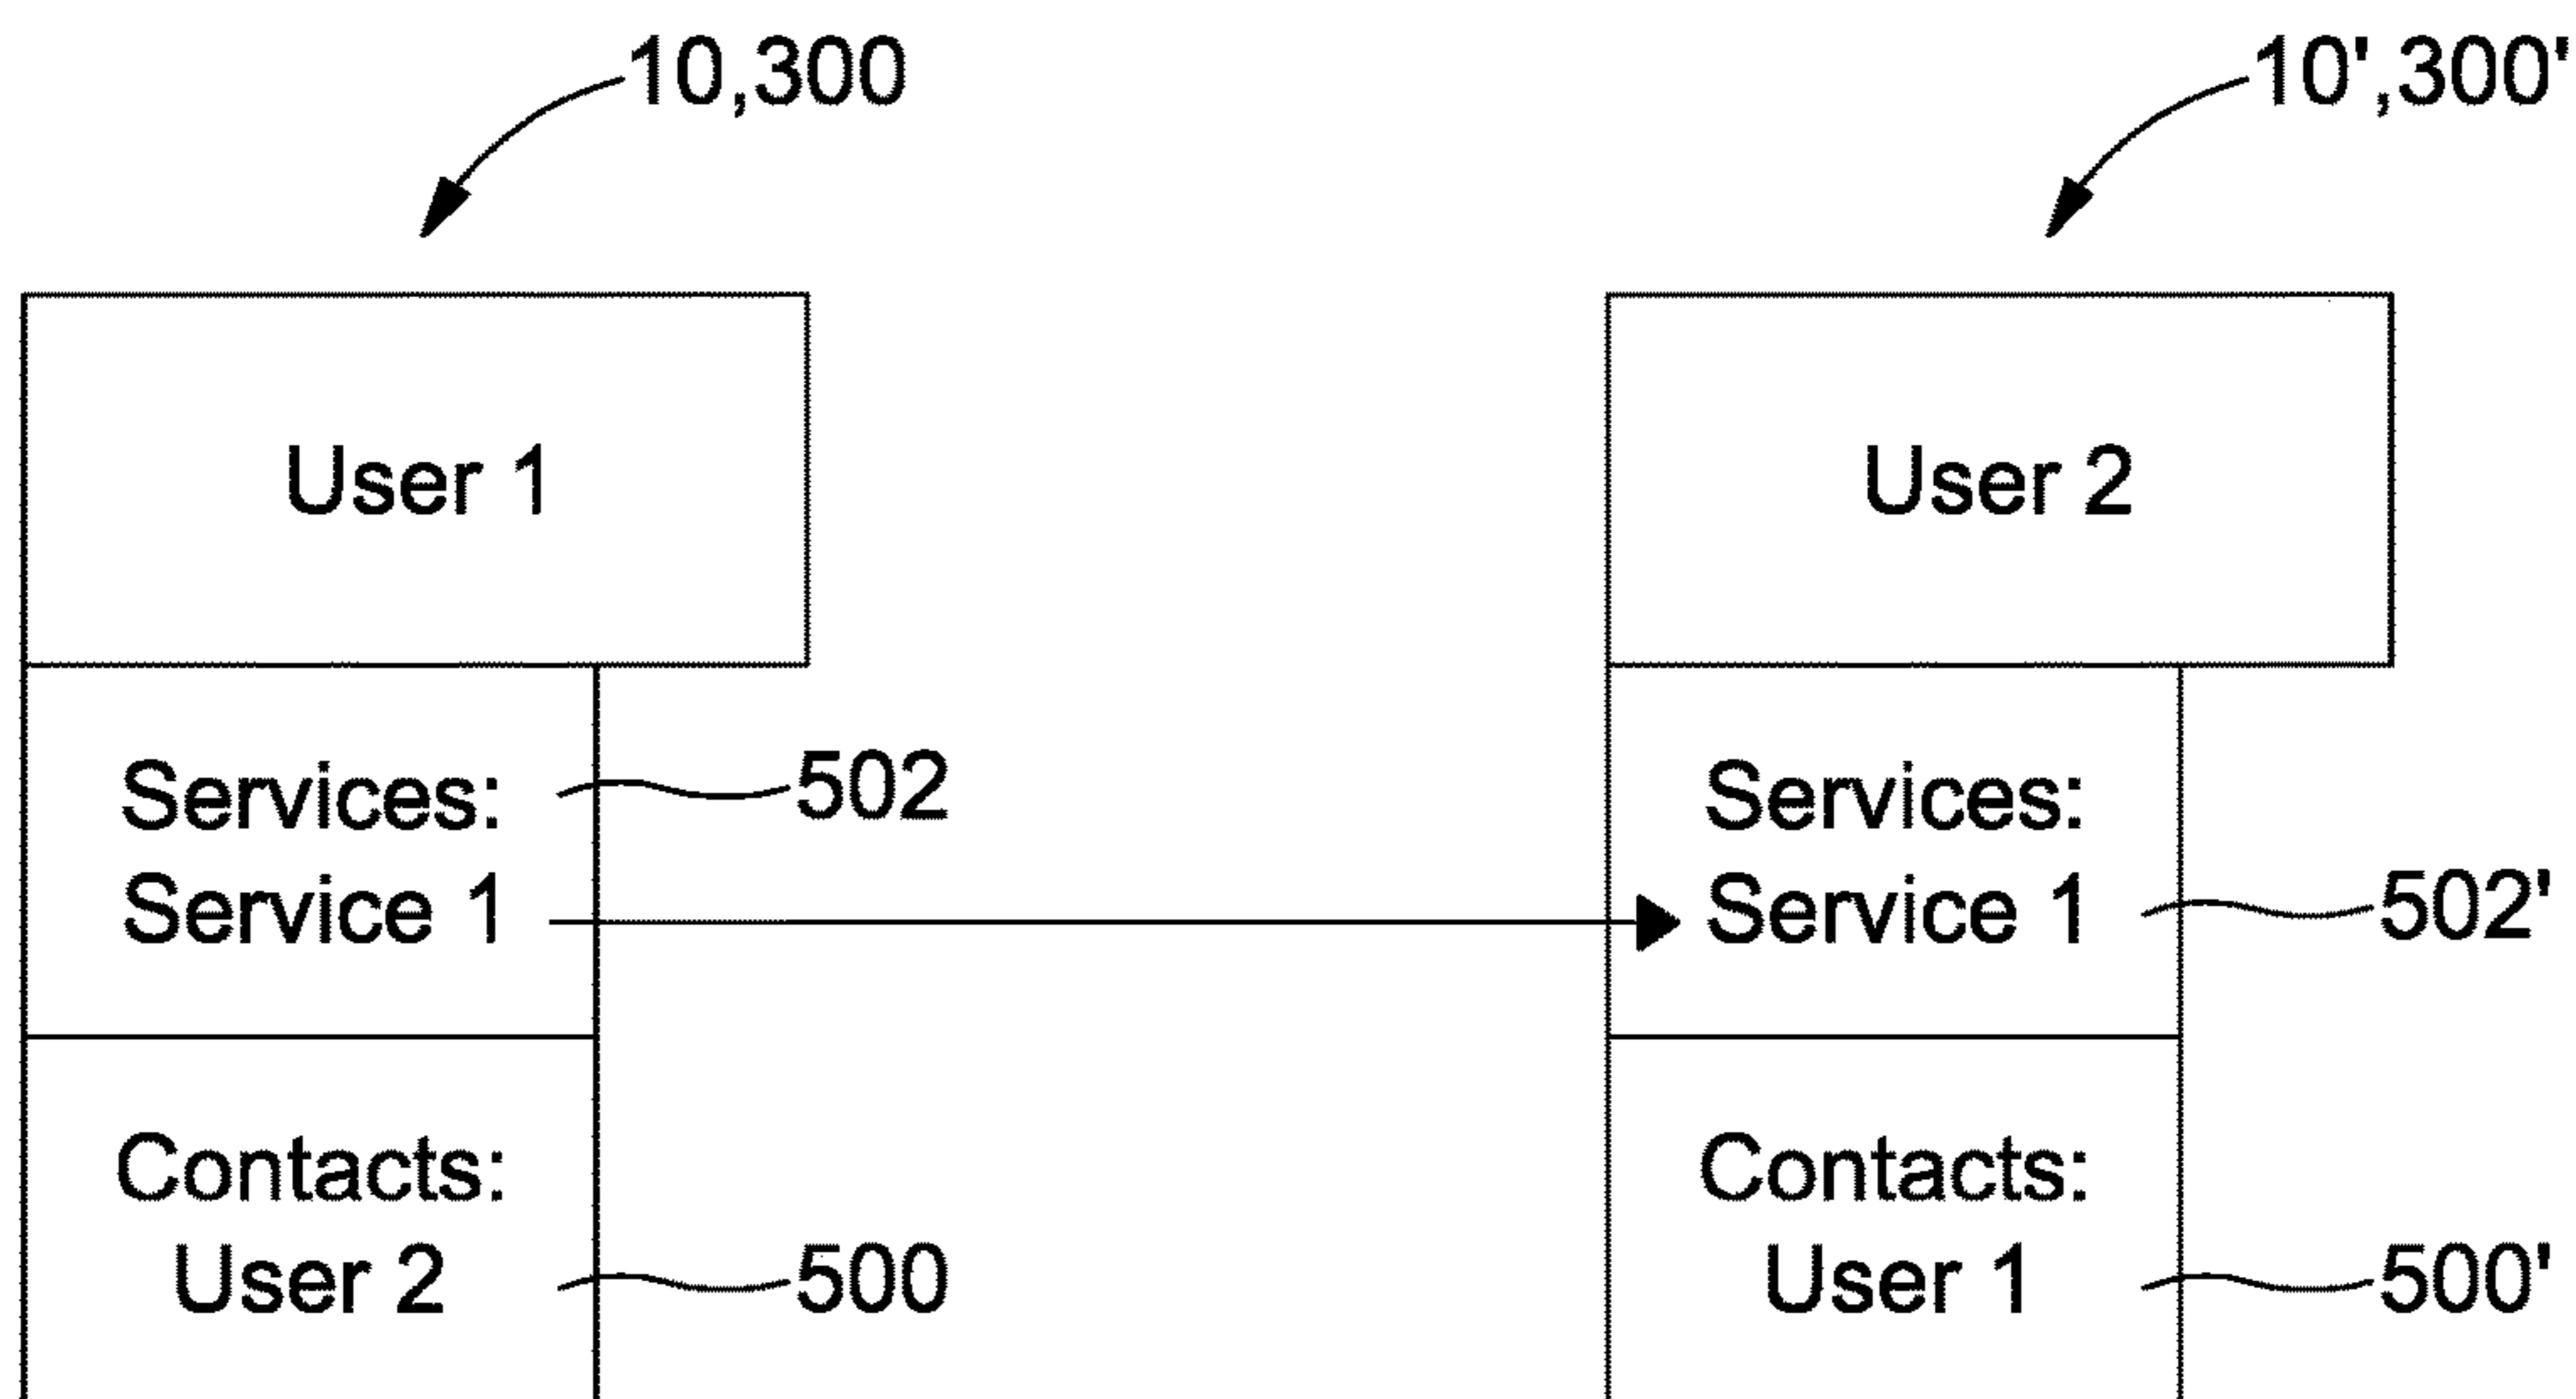 10,300
10',300'
User 1
User 2
Services:
Service 1
502
Services:
Service 1
502'
Contacts:
User 2
500
Contacts:
User 1
500'